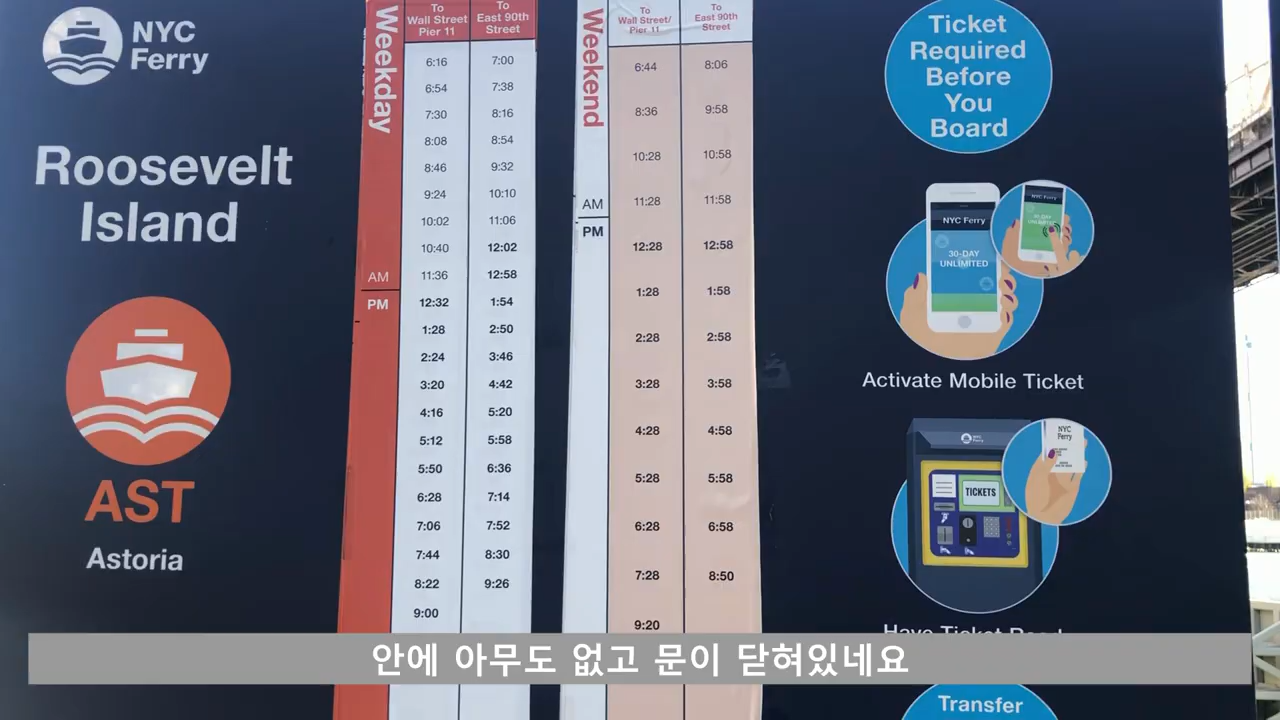 NYC
Ferry
Roosevelt
Island
AST
Astoria
Weekday
To
Wall Street
Pier 11
To
East 90th
Street
6:16 7:00
6:54 7:38
7:30 8:16
8:08 8:54
8:46 9:32
9:24 10:10
10:02 11:06
10:40 12:02
AM 11:36 12:58
PM 12:32 1:54
1:28 2:50
2:24 3:46
3:20 4:42
4:16 5:20
5:12 5:58
5:50 6:36
6:28 7:14
7:06 7:52
7:44 8:30
8:22 9:26
9:00
Weekend
To
Wall Street/
Pier 11
To
East 90th
Street
6:44 8:06
8:36 9:58
10:28 10:58
AM 11:28 11:58
PM 12:28 12:58
1:28 1:58
2:28 2:58
3:28 3:58
4:28 4:58
5:28 5:58
6:28 6:58
7:28 8:50
9:20
Ticket
Required
Before
You
Board
NYC Ferry
30-DAY
UNLIMITED
Activate Mobile Ticket
TICKETS
NYC
Ferry
Have Ticket
안에 아무도 없고 문이 닫혀있네요
Transfer